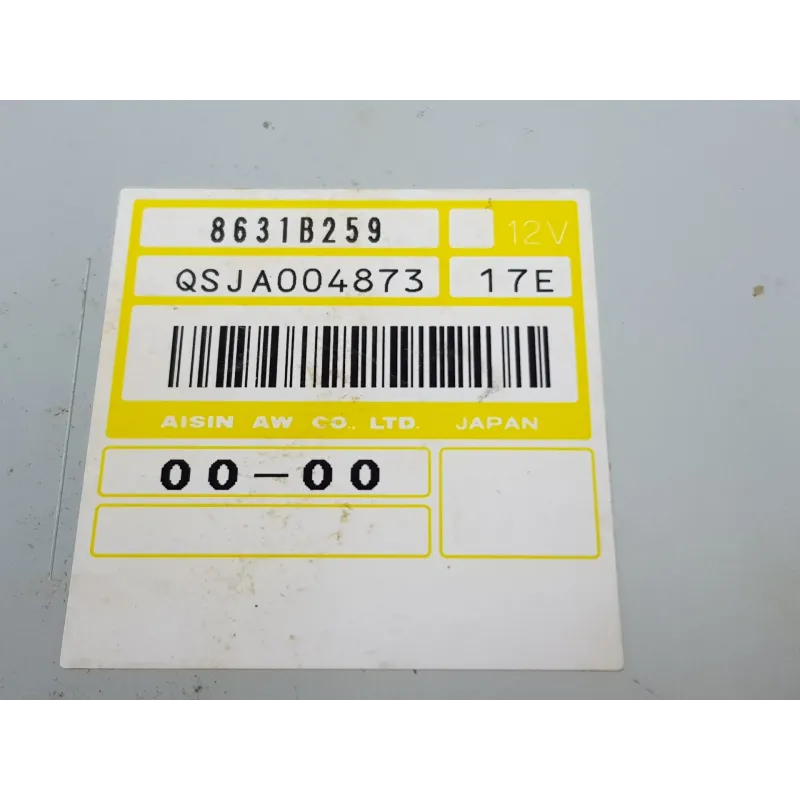 8631B259 12V
QSJA004873 17E
AISIN AW CO., LTD. JAPAN
00-00